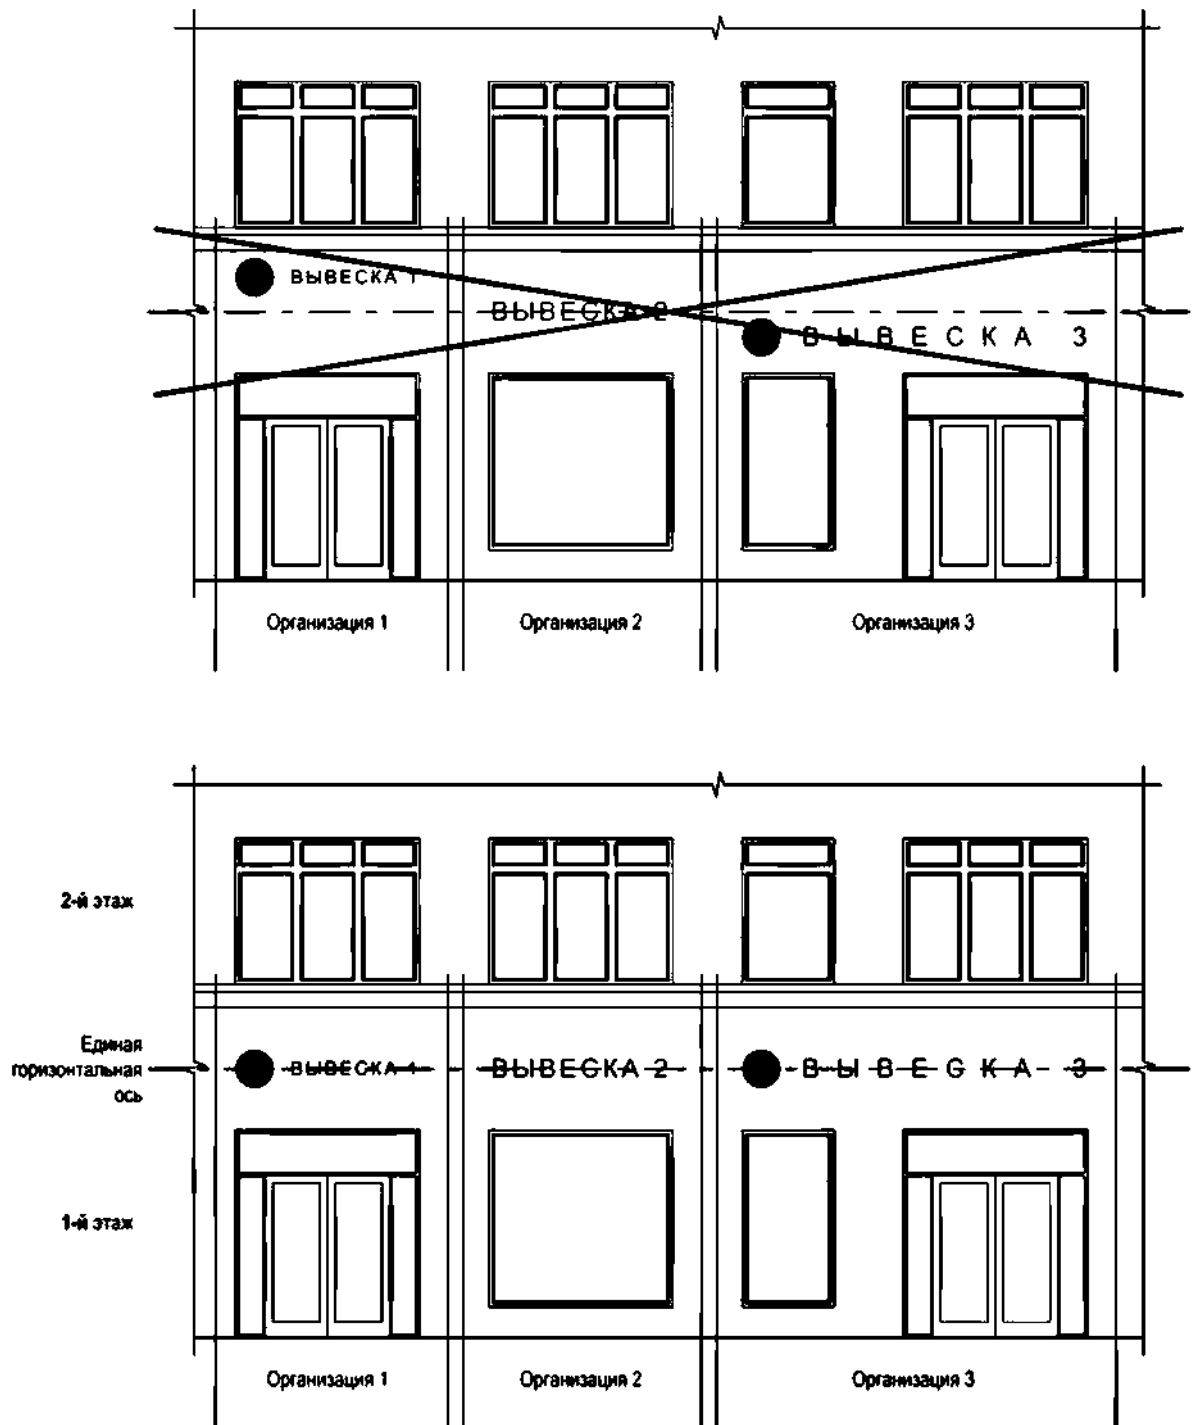 ВЫВЕСКА 1
ВЫВЕСКА 2
ВЫВЕСКА 3
Организация 1
Организация 2
Организация 3
2-й этаж
Единая
горизонтальная
ось
ВЫВЕСКА 1
ВЫВЕСКА 2
ВЫВЕСКА 3
1-й этаж
Организация 1
Организация 2
Организация 3